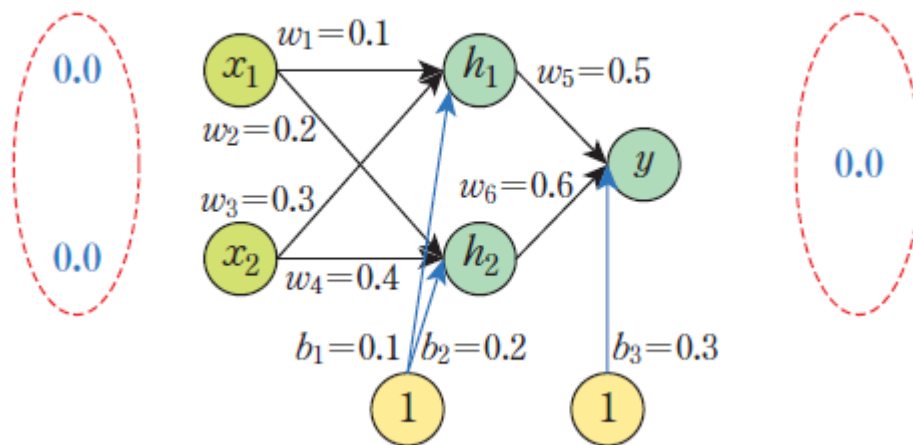 w₁=0.1
0.0
x₁
h₁
w₅=0.5
w₂=0.2
y
0.0
w₃=0.3
w₆=0.6
0.0
x₂
h₂
w₄=0.4
b₁=0.1
b₂=0.2
b₃=0.3
1
1